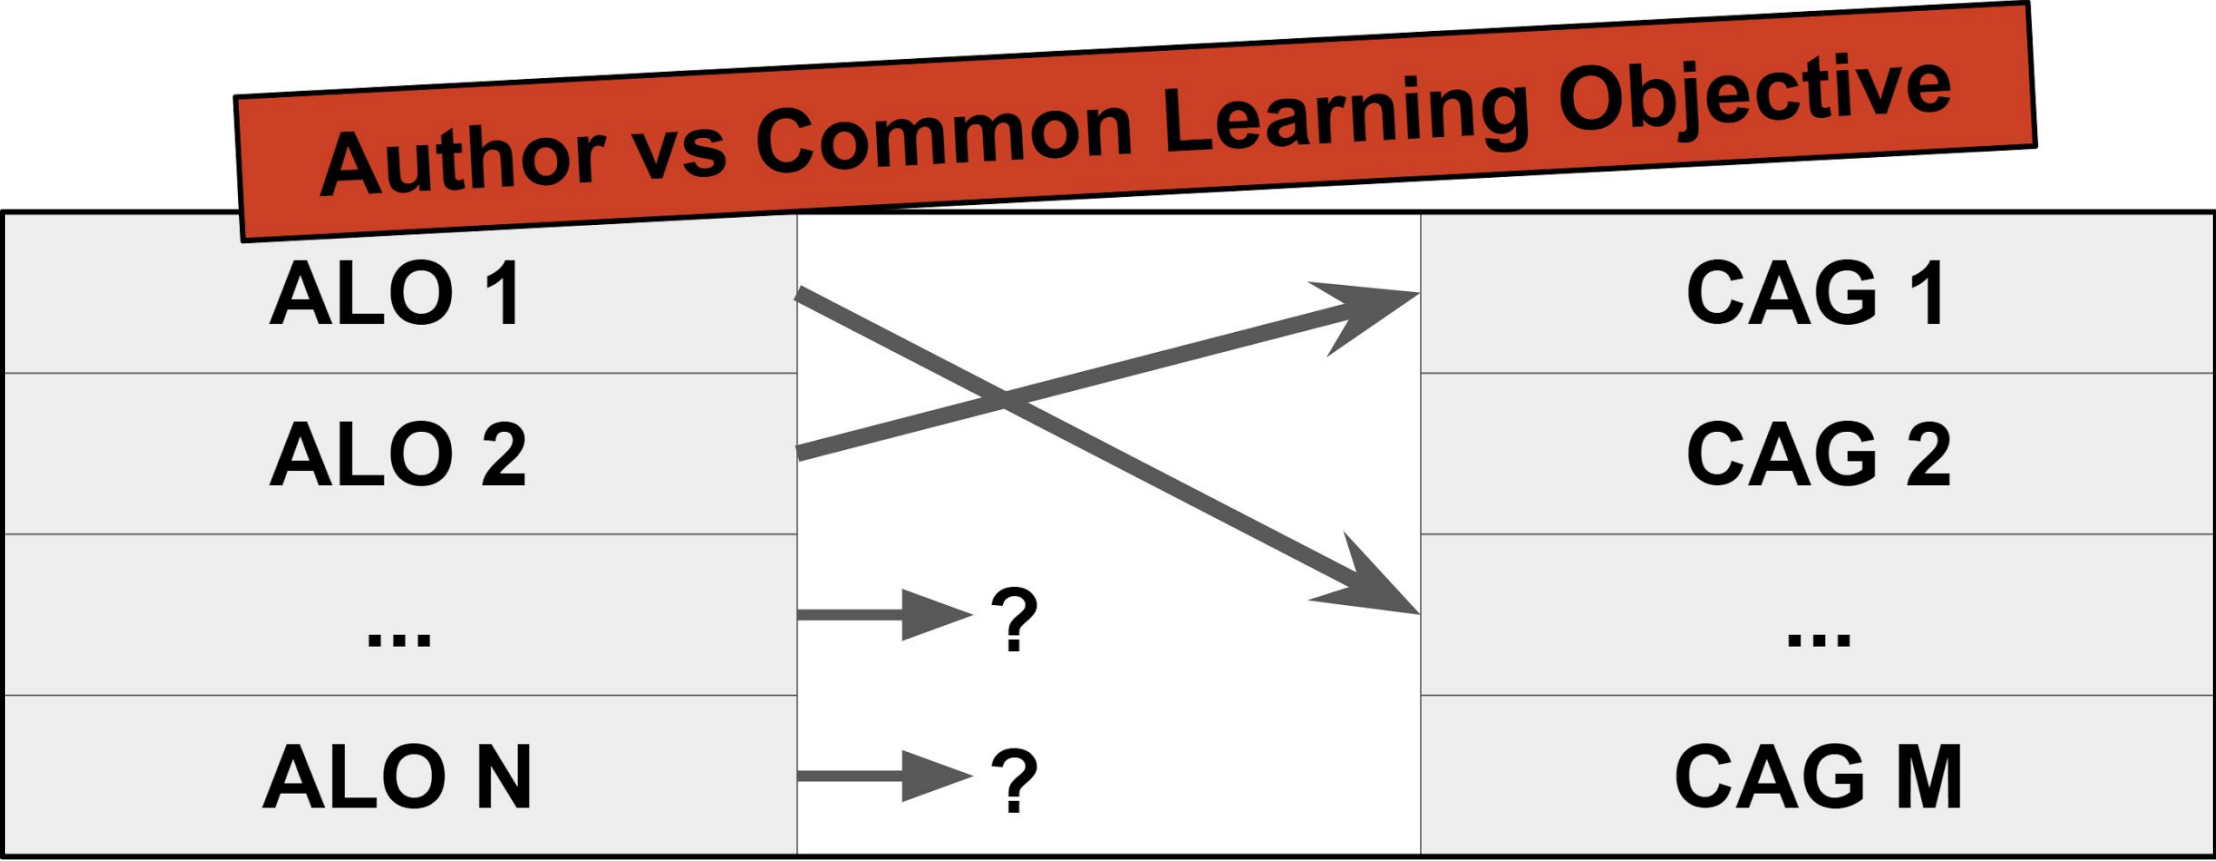 Author vs Common Learning Objective
ALO 1
CAG 1
ALO 2
CAG 2
...
?
...
ALO N
?
CAG M